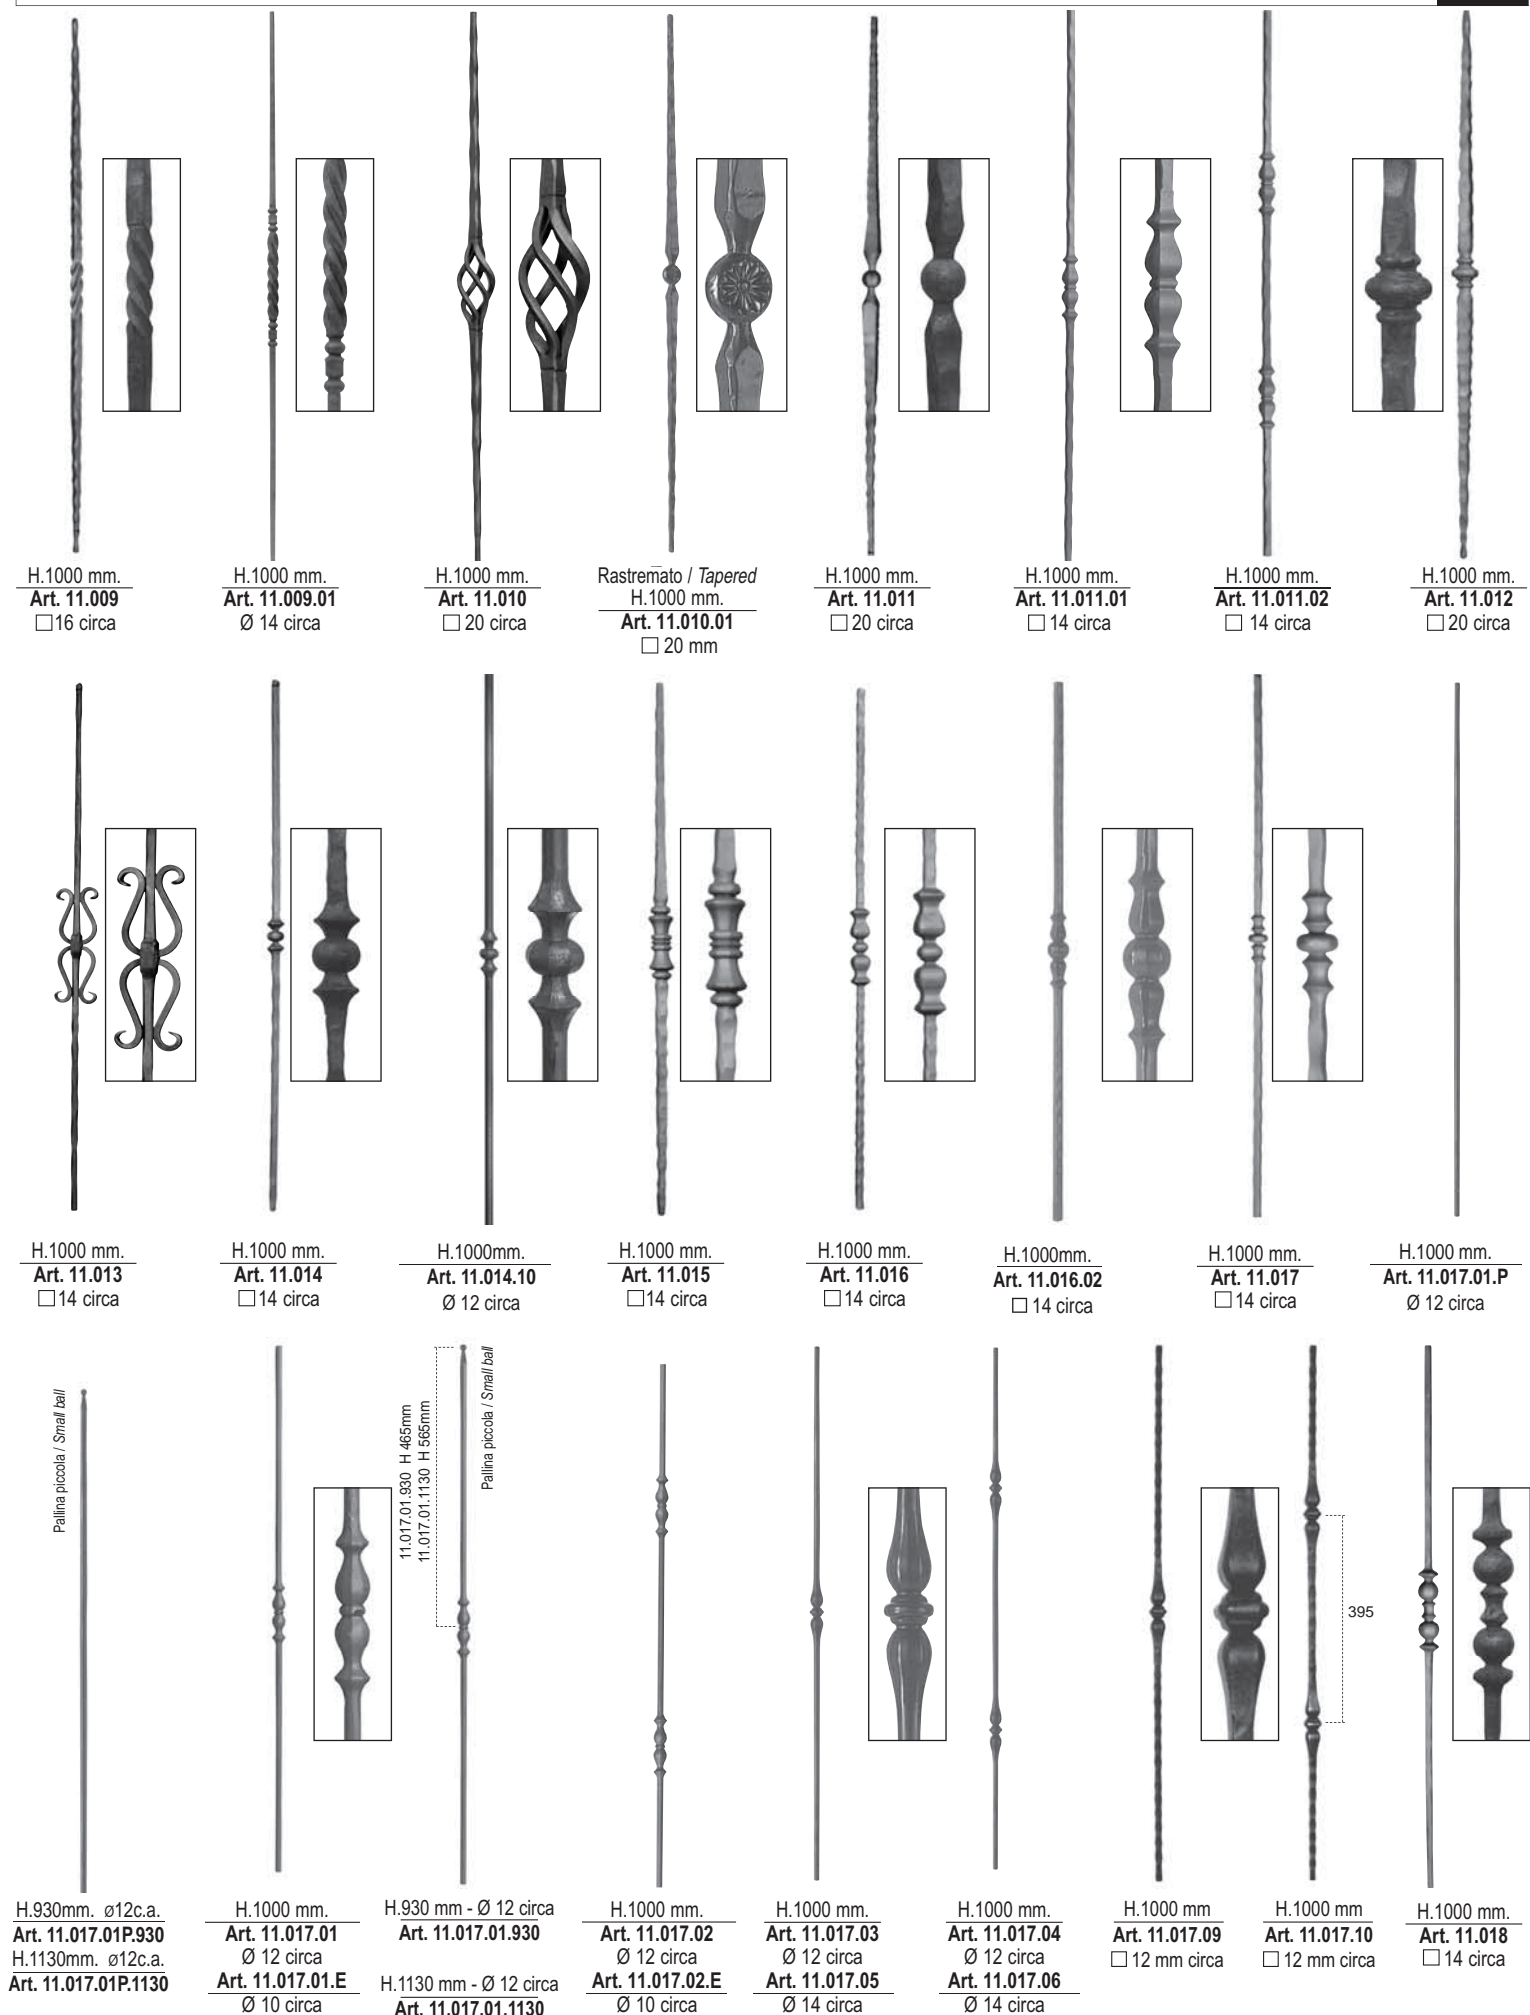 H.1000 mm.
Art. 11.009
□ 16 circa
H.1000 mm.
Art. 11.009.01
Ø 14 circa
H.1000 mm.
Art. 11.010
□ 20 circa
Rastremato / Tapered
H.1000 mm.
Art. 11.010.01
□ 20 mm
H.1000 mm.
Art. 11.011
□ 20 circa
H.1000 mm.
Art. 11.011.01
□ 14 circa
H.1000 mm.
Art. 11.011.02
□ 14 circa
H.1000 mm.
Art. 11.012
□ 20 circa
H.1000 mm.
Art. 11.013
□ 14 circa
H.1000 mm.
Art. 11.014
□ 14 circa
H.1000mm.
Art. 11.014.10
Ø 12 circa
H.1000 mm.
Art. 11.015
□ 14 circa
H.1000 mm.
Art. 11.016
□ 14 circa
H.1000mm.
Art. 11.016.02
□ 14 circa
H.1000 mm.
Art. 11.017
□ 14 circa
H.1000 mm.
Art. 11.017.01.P
Ø 12 circa
Pallina piccola / Small ball
H.930mm. ø12c.a.
Art. 11.017.01P.930
H.1130mm. ø12c.a.
Art. 11.017.01P.1130
H.1000 mm.
Art. 11.017.01
Ø 12 circa
Art. 11.017.01.E
Ø 10 circa
11.017.01.930 H 465mm
11.017.01.1130 H 565mm
Pallina piccola / Small ball
H.930 mm - Ø 12 circa
Art. 11.017.01.930
H.1130 mm - Ø 12 circa
Art. 11.017.01.1130
H.1000 mm.
Art. 11.017.02
Ø 12 circa
Art. 11.017.02.E
Ø 10 circa
H.1000 mm.
Art. 11.017.03
Ø 12 circa
Art. 11.017.05
Ø 14 circa
H.1000 mm.
Art. 11.017.04
Ø 12 circa
Art. 11.017.06
Ø 14 circa
H.1000 mm
Art. 11.017.09
□ 12 mm circa
395
H.1000 mm
Art. 11.017.10
□ 12 mm circa
H.1000 mm.
Art. 11.018
□ 14 circa